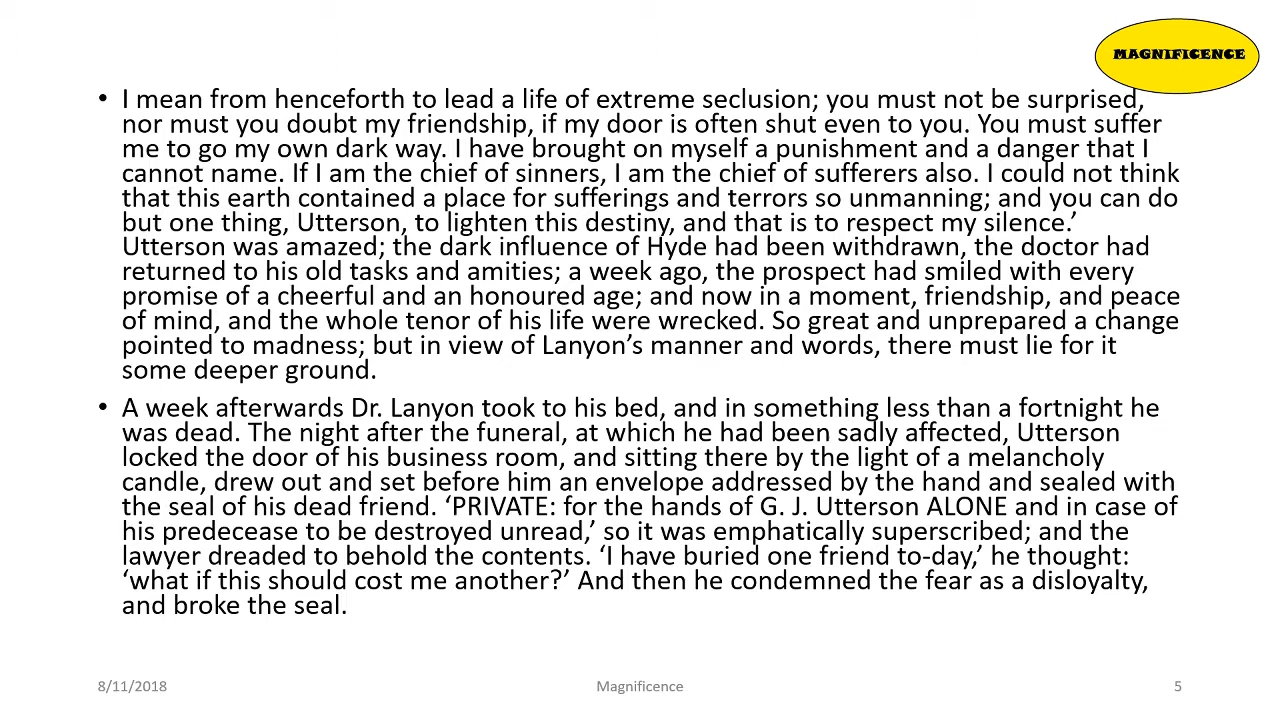 MAGNIFICENCE
• I mean from henceforth to lead a life of extreme seclusion; you must not be surprised,
nor must you doubt my friendship, if my door is often shut even to you. You must suffer
me to go my own dark way. I have brought on myself a punishment and a danger that I
cannot name. If I am the chief of sinners, I am the chief of sufferers also. I could not think
that this earth contained a place for sufferings and terrors so unmanning; and you can do
but one thing, Utterson, to lighten this destiny, and that is to respect my silence.’
Utterson was amazed; the dark influence of Hyde had been withdrawn, the doctor had
returned to his old tasks and amities; a week ago, the prospect had smiled with every
promise of a cheerful and an honoured age; and now in a moment, friendship, and peace
of mind, and the whole tenor of his life were wrecked. So great and unprepared a change
pointed to madness; but in view of Lanyon’s manner and words, there must lie for it
some deeper ground.
• A week afterwards Dr. Lanyon took to his bed, and in something less than a fortnight he
was dead. The night after the funeral, at which he had been sadly affected, Utterson
locked the door of his business room, and sitting there by the light of a melancholy
candle, drew out and set before him an envelope addressed by the hand and sealed with
the seal of his dead friend. ‘PRIVATE: for the hands of G. J. Utterson ALONE and in case of
his predecease to be destroyed unread,’ so it was emphatically superscribed; and the
lawyer dreaded to behold the contents. ‘I have buried one friend to-day,’ he thought:
‘what if this should cost me another?’ And then he condemned the fear as a disloyalty,
and broke the seal.
8/11/2018
Magnificence
5